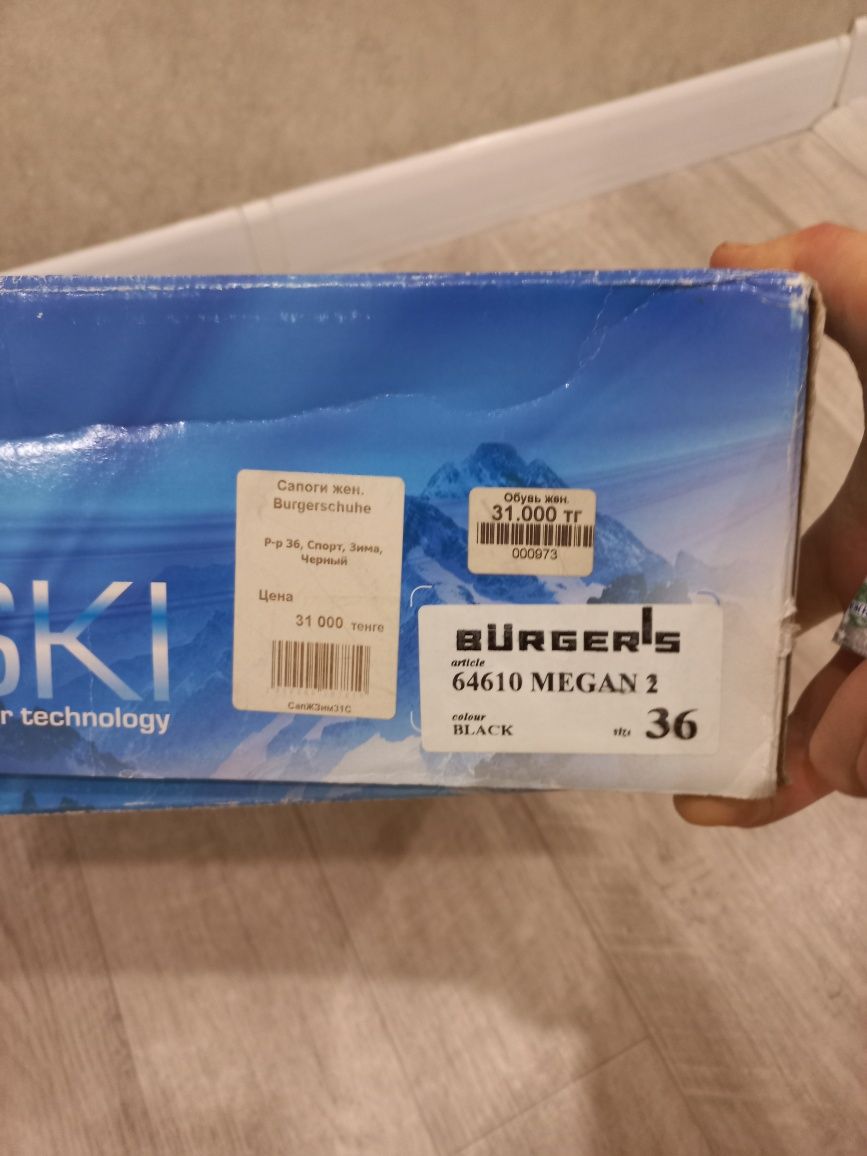 Сапоги жен.
Burgerschuhe
Р-р 36, Спорт, Зима,
Черный
Цена
31 000 тенге
СапЖЗим31С
Обувь жен.
31.000 тг
000973
SKI
r technology
BÜRGER'S
article
64610 MEGAN 2
colour
BLACK
size 36